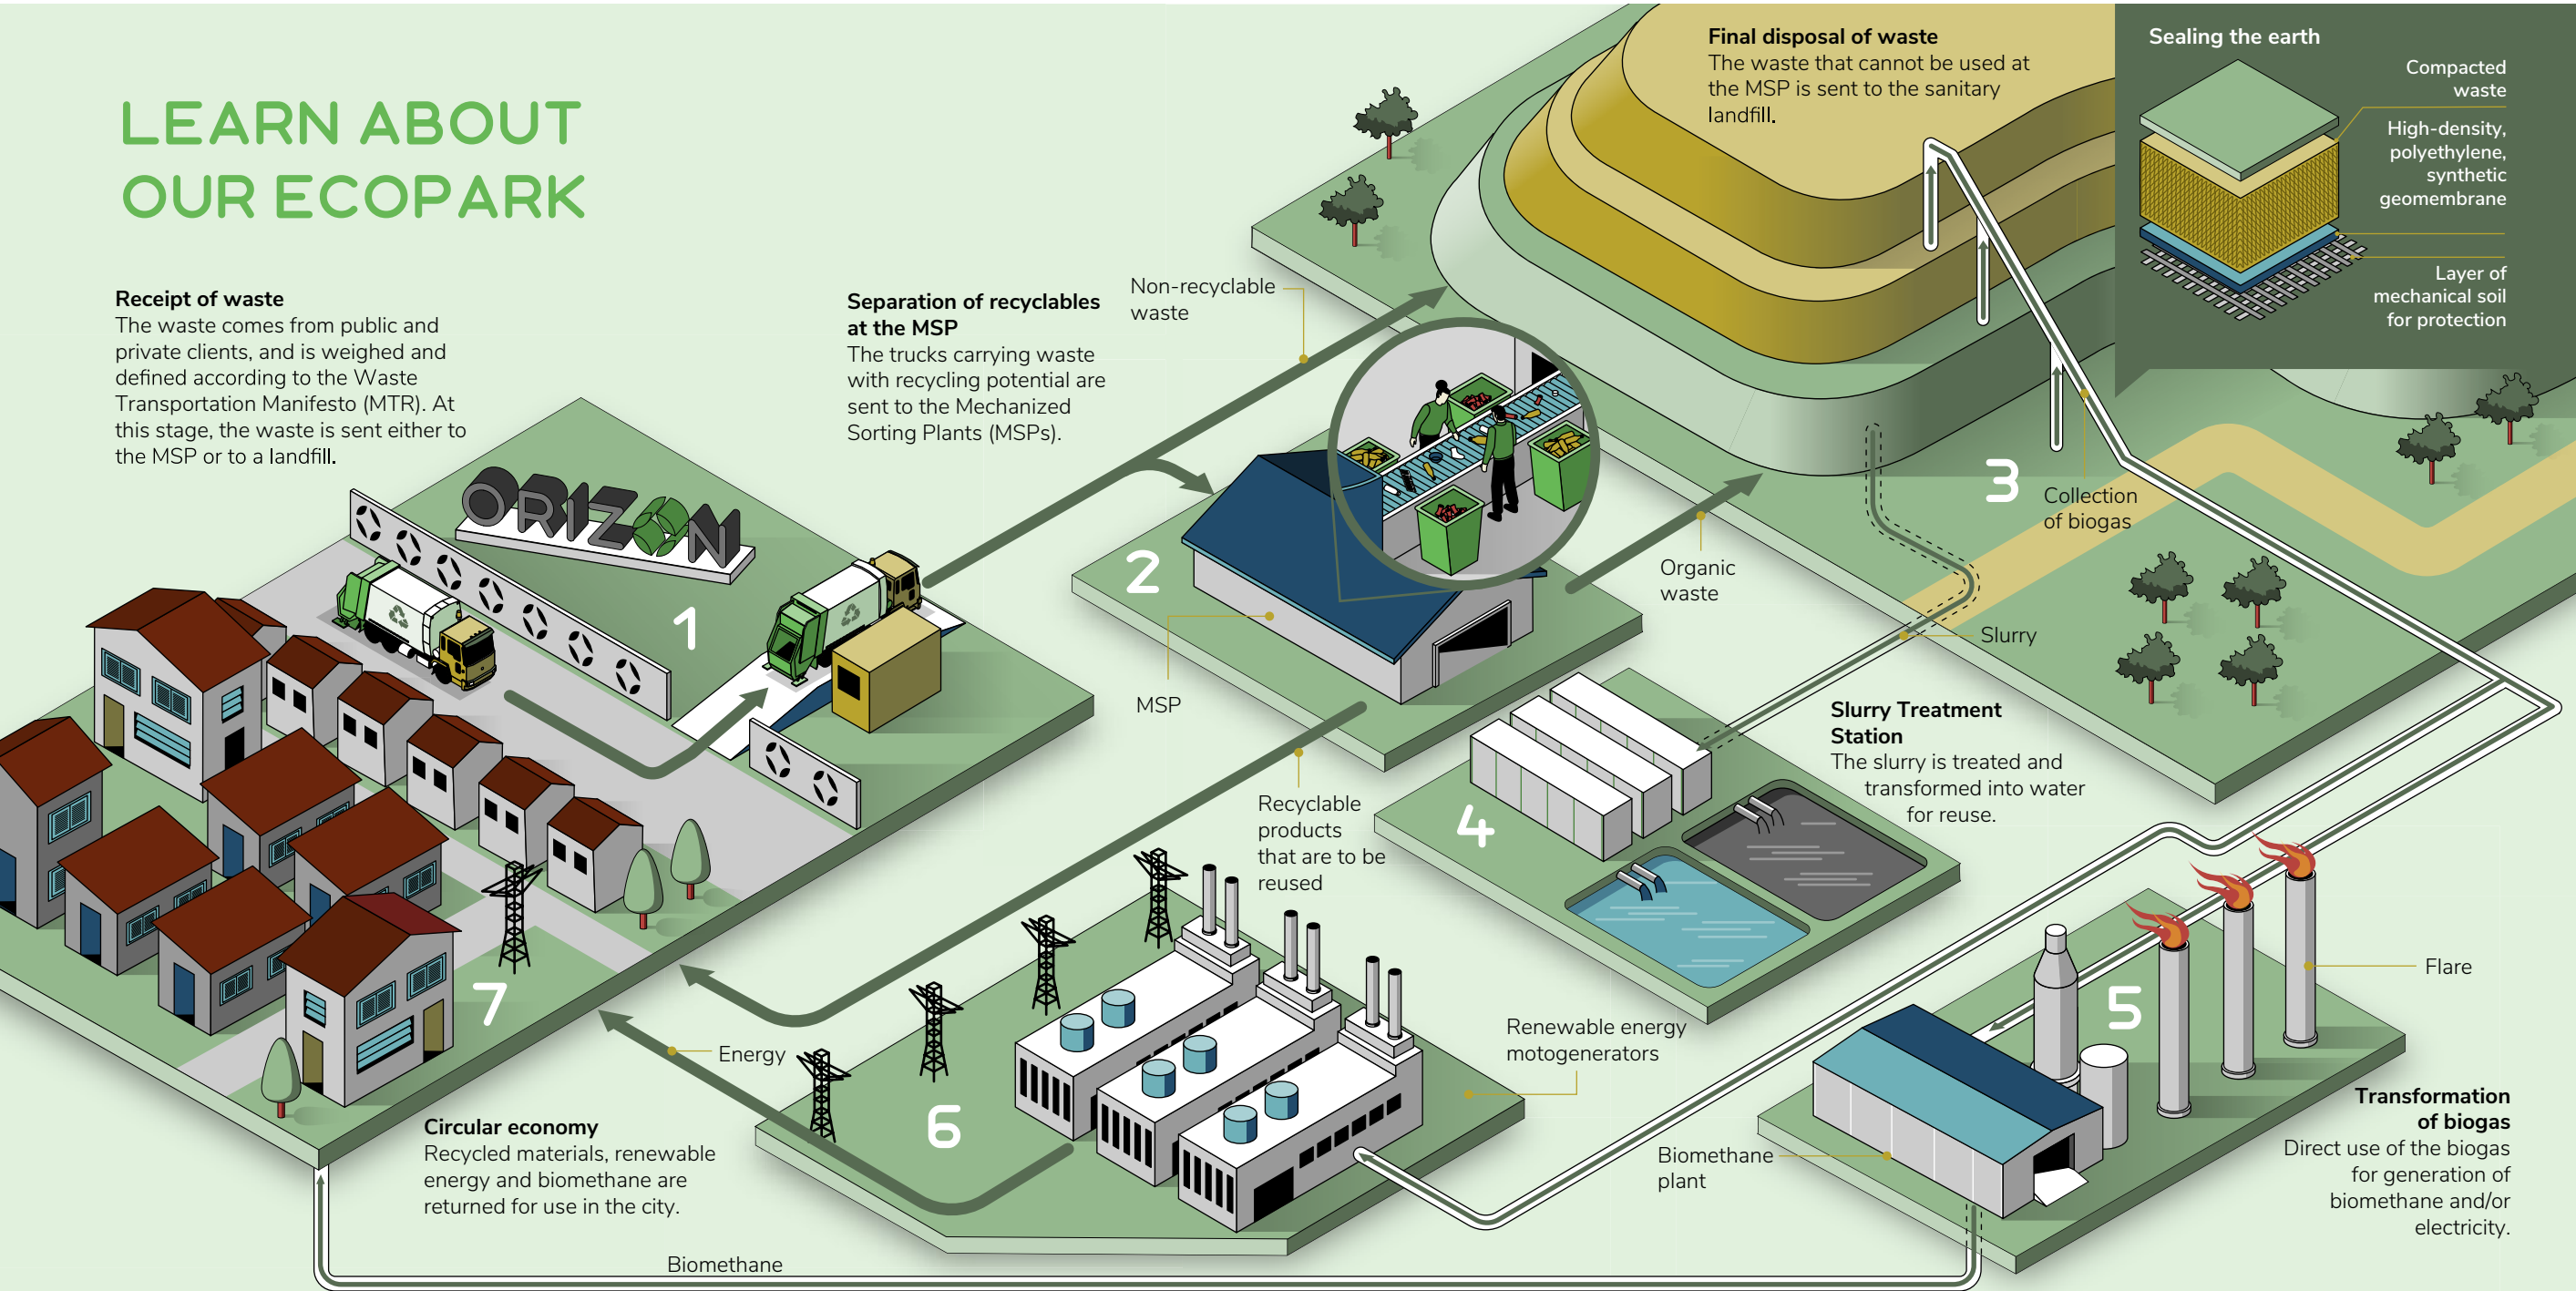 LEARN ABOUT
OUR ECOPARK
Receipt of waste
The waste comes from public and
private clients, and is weighed and
defined according to the Waste
Transportation Manifesto (MTR). At
this stage, the waste is sent either to
the MSP or to a landfill.
ORIZON
1
Separation of recyclables
at the MSP
The trucks carrying waste
with recycling potential are
sent to the Mechanized
Sorting Plants (MSPs).
Non-recyclable
waste
2
MSP
Final disposal of waste
The waste that cannot be used at
the MSP is sent to the sanitary
landfill.
Sealing the earth
Compacted
waste
High-density,
polyethylene,
synthetic
geomembrane
Layer of
mechanical soil
for protection
3
Collection
of biogas
Organic
waste
Slurry
Slurry Treatment
Station
The slurry is treated and
transformed into water
for reuse.
4
Recyclable
products
that are to be
reused
5
Flare
Transformation
of biogas
Direct use of the biogas
for generation of
biomethane and/or
electricity.
Biomethane
plant
Renewable energy
motogenerators
6
Energy
7
Circular economy
Recycled materials, renewable
energy and biomethane are
returned for use in the city.
Biomethane